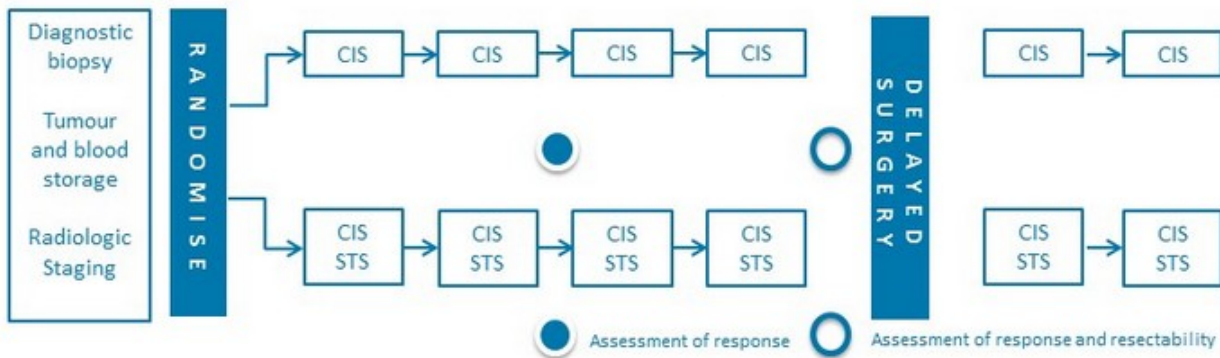 Diagnostic
biopsy
Tumour
and blood
storage
Radiologic
Staging
RANDOMISE
CIS
CIS
CIS
CIS
CIS
STS
CIS
STS
CIS
STS
CIS
STS
DELAYED
SURGERY
CIS
CIS
CIS
STS
CIS
STS
Assessment of response
Assessment of response and resectability